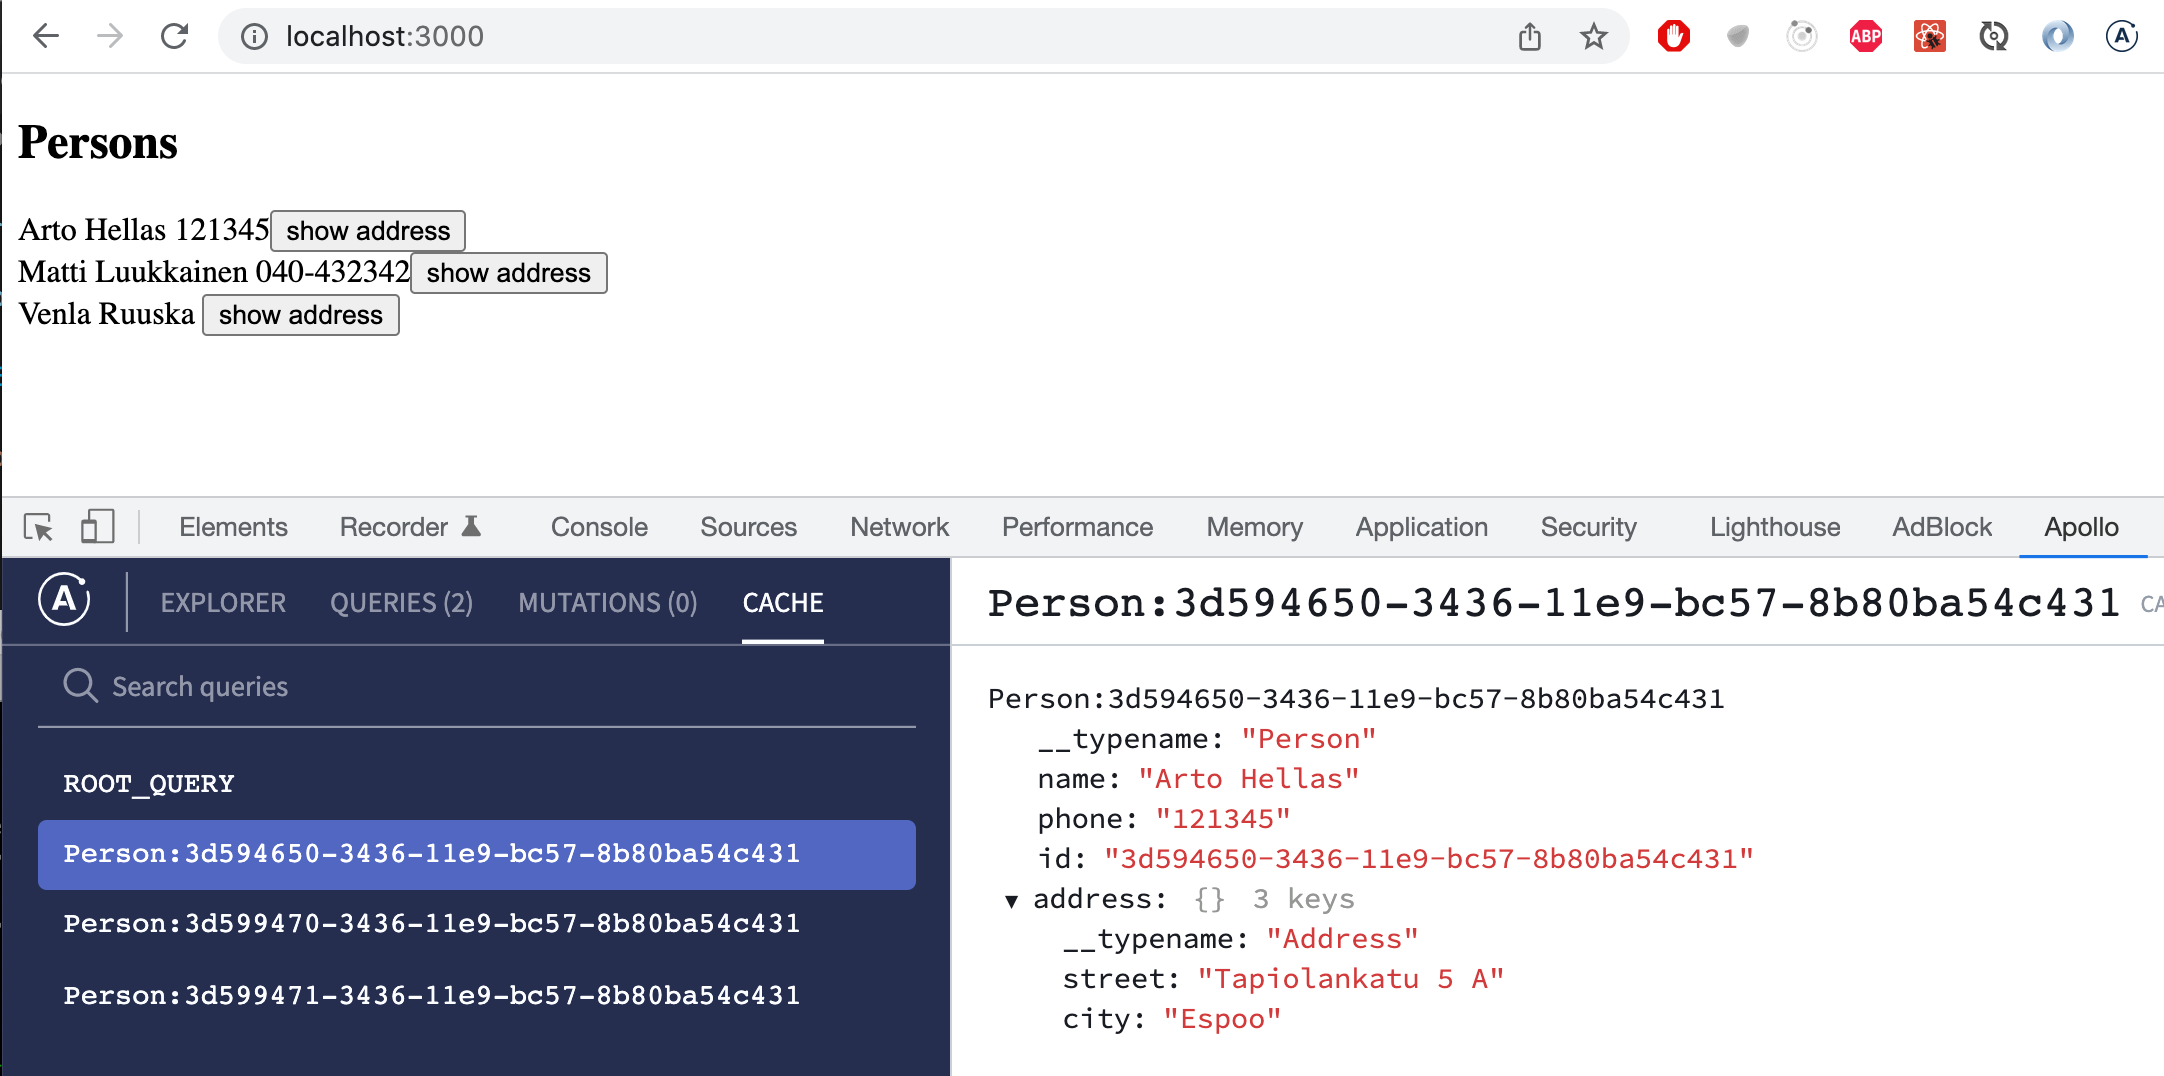 localhost:3000
ABP
A
Persons
Arto Hellas 121345 show address
Matti Luukkainen 040-432342 show address
Venla Ruuska show address
Elements Recorder Console Sources Network Performance Memory Application Security Lighthouse AdBlock Apollo
A EXPLORER QUERIES (2) MUTATIONS (0) CACHE
Search queries
ROOT_QUERY
Person:3d594650-3436-11e9-bc57-8b80ba54c431
Person:3d599470-3436-11e9-bc57-8b80ba54c431
Person:3d599471-3436-11e9-bc57-8b80ba54c431
Person:3d594650-3436-11e9-bc57-8b80ba54c431 CA
Person:3d594650-3436-11e9-bc57-8b80ba54c431
__typename: "Person"
name: "Arto Hellas"
phone: "121345"
id: "3d594650-3436-11e9-bc57-8b80ba54c431"
▼ address: {} 3 keys
__typename: "Address"
street: "Tapiolankatu 5 A"
city: "Espoo"